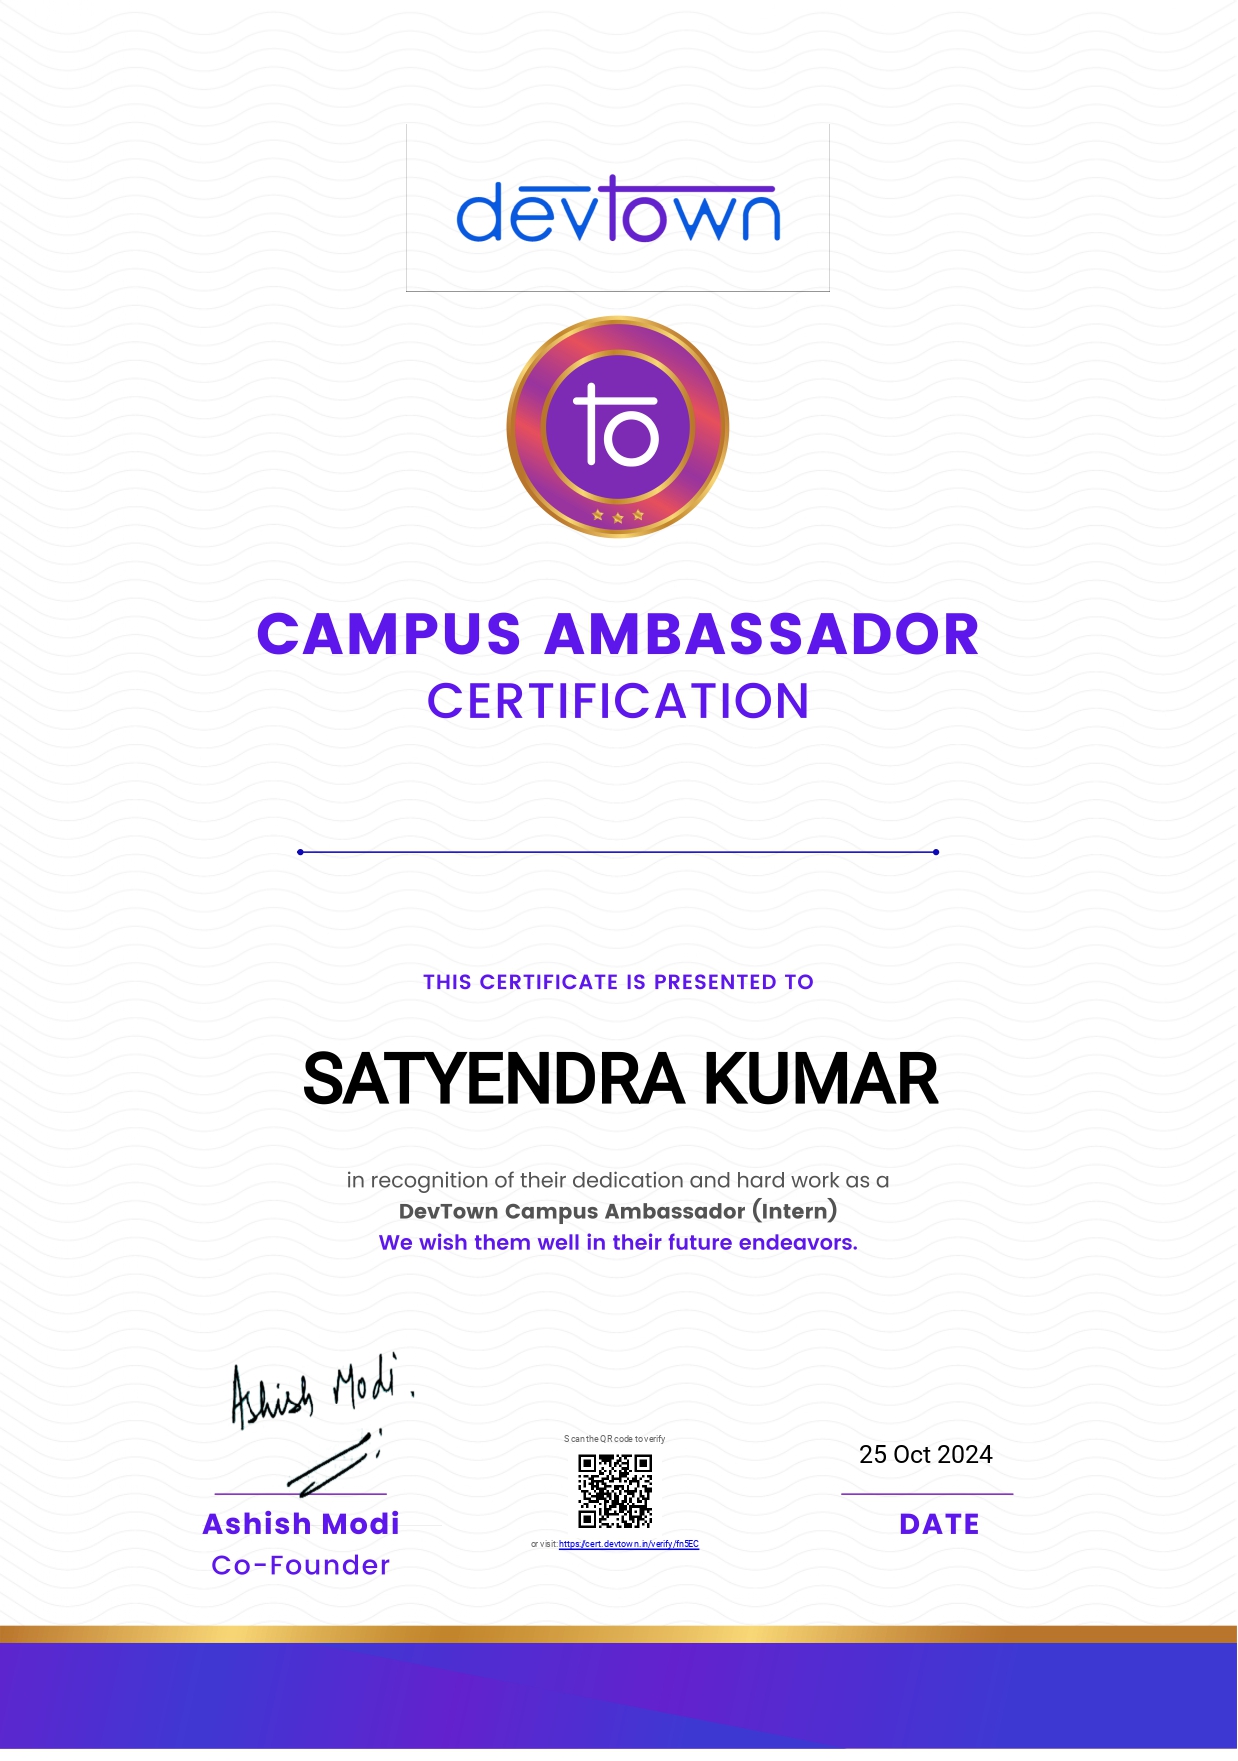 devtown
to
CAMPUS AMBASSADOR
CERTIFICATION
THIS CERTIFICATE IS PRESENTED TO
SATYENDRA KUMAR
in recognition of their dedication and hard work as a
DevTown Campus Ambassador (Intern)
We wish them well in their future endeavors.
Ashish Modi.
Scan the QR code to verify
25 Oct 2024
or visit: https://cert.devtown.in/verify/fn5EC
Ashish Modi
DATE
Co-Founder